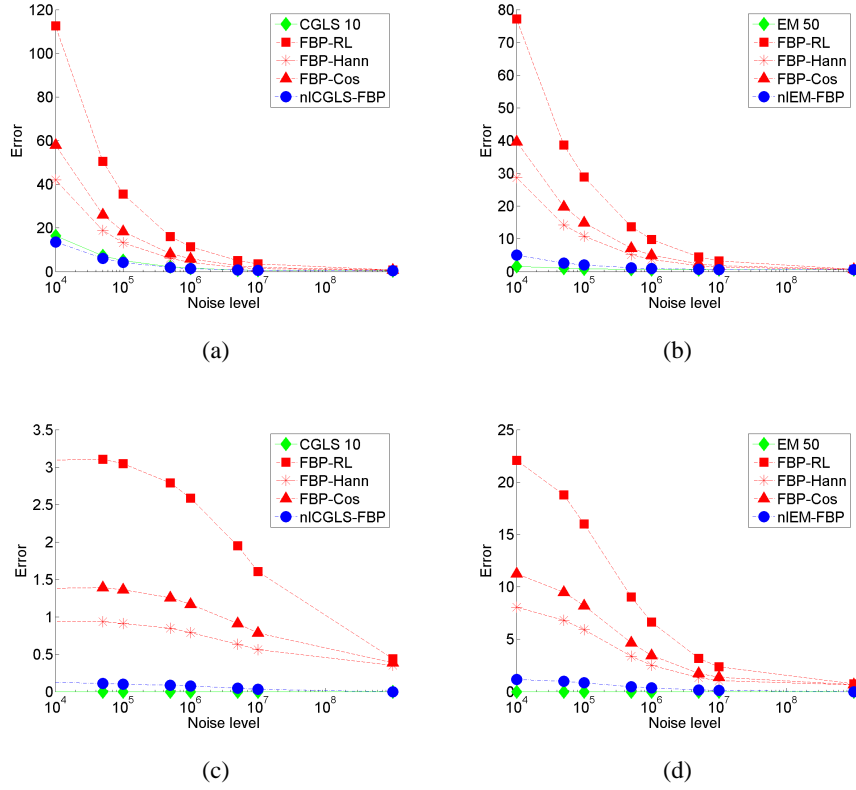 120
100
80
60
40
20
0
Error
10^4
10^5
10^6
10^7
10^8
Noise level
CGLS 10
FBP-RL
FBP-Hann
FBP-Cos
nlCGLS-FBP
(a)
80
70
60
50
40
30
20
10
0
Error
10^4
10^5
10^6
10^7
10^8
Noise level
EM 50
FBP-RL
FBP-Hann
FBP-Cos
nlEM-FBP
(b)
3.5
3
2.5
2
1.5
1
0.5
0
Error
10^4
10^5
10^6
10^7
10^8
Noise level
CGLS 10
FBP-RL
FBP-Hann
FBP-Cos
nlCGLS-FBP
(c)
25
20
15
10
5
0
Error
10^4
10^5
10^6
10^7
10^8
Noise level
EM 50
FBP-RL
FBP-Hann
FBP-Cos
nlEM-FBP
(d)